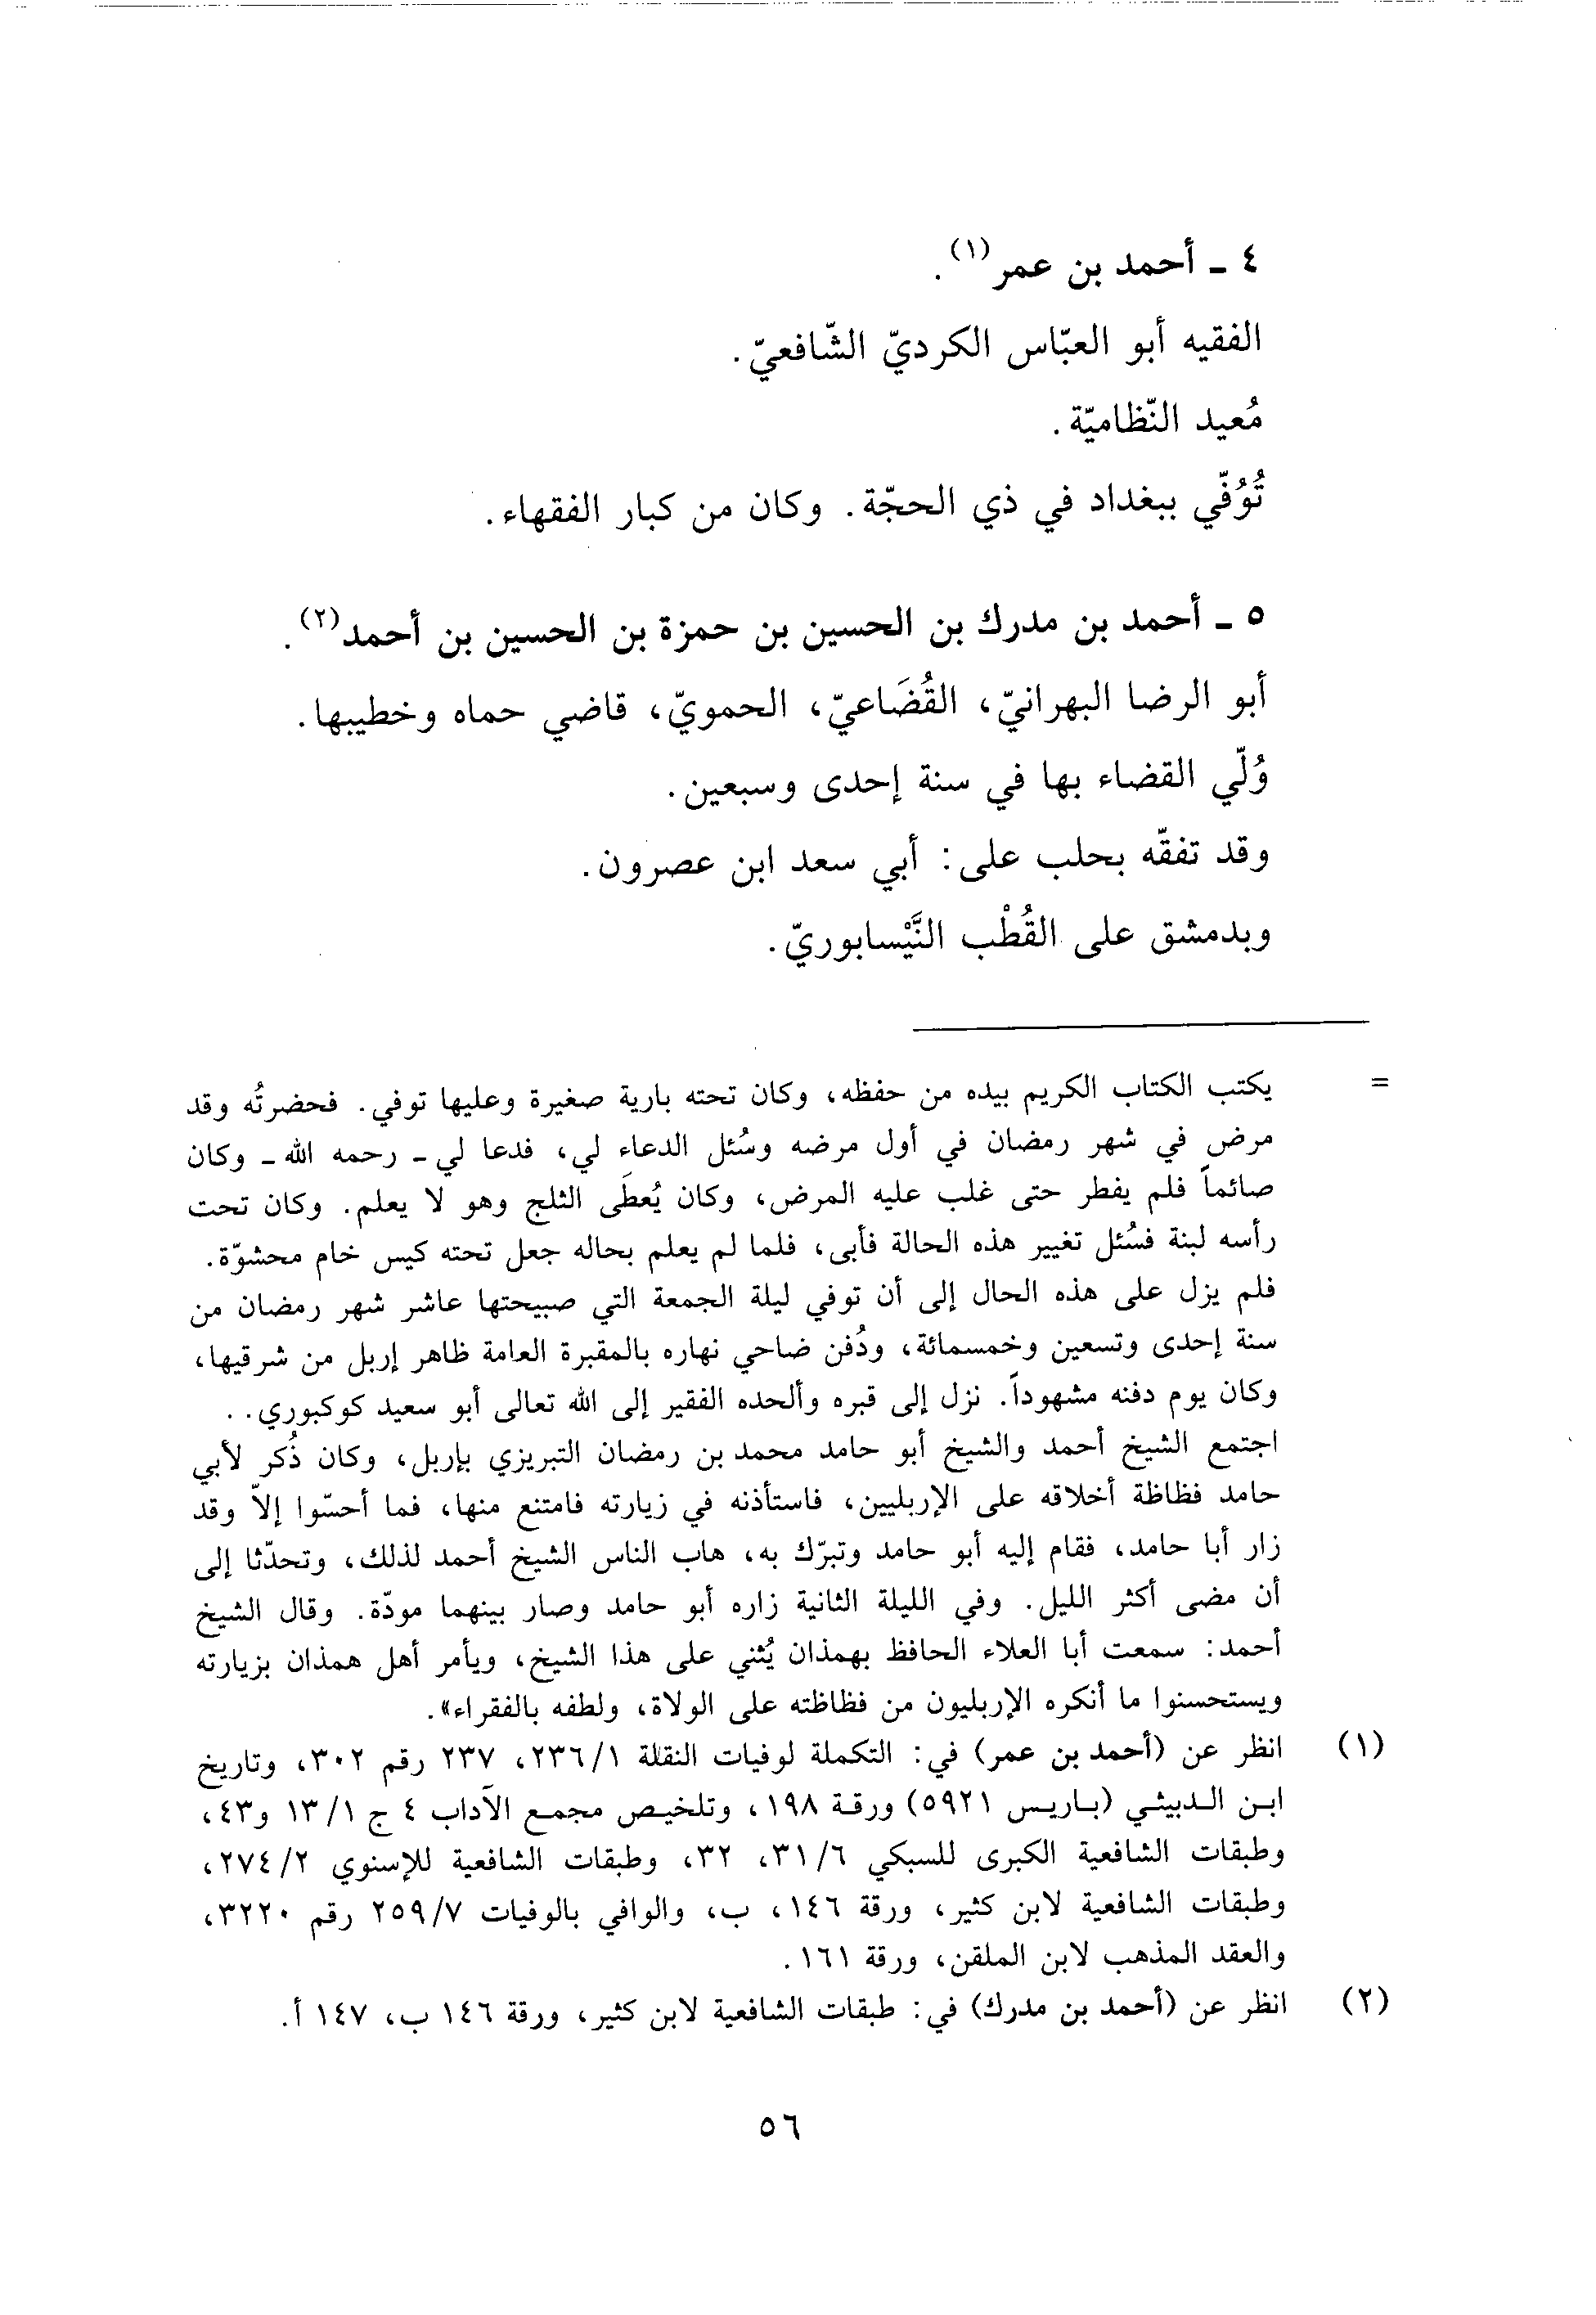 ٤ ـ أحمد بن عمر(١).
الفقيه أبو العبّاس الكرديّ الشّافعيّ.
مُعيد النّظاميّة.
تُوُفّي ببغداد في ذي الحجّة. وكان من كبار الفقهاء.
٥ ـ أحمد بن مدرك بن الحسين بن حمزة بن الحسين بن أحمد(٢).
أبو الرضا البهرانيّ، القُضَاعيّ، الحمويّ، قاضي حماه وخطيبها.
وُلّي القضاء بها في سنة إحدى وسبعين.
وقد تفقّه بحلب على: أبي سعد ابن عصرون.
وبدمشق على القُطْب النَّيْسابوريّ.
= يكتب الكتاب الكريم بيده من حفظه، وكان تحته بارية صغيرة وعليها توفي. فحضرتُه وقد
مرض في شهر رمضان في أول مرضه وسُئل الدعاء لي، فدعا لي ـ رحمه الله ـ وكان
صائماً فلم يفطر حتى غلب عليه المرض، وكان يُعطَى الثلج وهو لا يعلم. وكان تحت
رأسه لبنة فسُئل تغيير هذه الحالة فأبى، فلما لم يعلم بحاله جعل تحته كيس خام محشوّة.
فلم يزل على هذه الحال إلى أن توفي ليلة الجمعة التي صبيحتها عاشر شهر رمضان من
سنة إحدى وتسعين وخمسمائة، ودُفن ضاحي نهاره بالمقبرة العامة ظاهر إربل من شرقيها،
وكان يوم دفنه مشهوداً. نزل إلى قبره وألحده الفقير إلى الله تعالى أبو سعيد كوكبوري. .
اجتمع الشيخ أحمد والشيخ أبو حامد محمد بن رمضان التبريزي بإربل، وكان ذُكر لأبي
حامد فظاظة أخلاقه على الإربليين، فاستأذنه في زيارته فامتنع منها، فما أحسّوا إلاّ وقد
زار أبا حامد، فقام إليه أبو حامد وتبرّك به، هاب الناس الشيخ أحمد لذلك، وتحدّثا إلى
أن مضى أكثر الليل. وفي الليلة الثانية زاره أبو حامد وصار بينهما مودّة. وقال الشيخ
أحمد: سمعت أبا العلاء الحافظ بهمذان يُثني على هذا الشيخ، ويأمر أهل همذان بزيارته
ويستحسنوا ما أنكره الإربليون من فظاظته على الولاة، ولطفه بالفقراء».
(١) انظر عن (أحمد بن عمر) في: التكملة لوفيات النقلة ١/٢٣٦، ٢٣٧ رقم ٣٠٢، وتاريخ
ابن الدبيثي (باريس ٥٩٢١) ورقة ١٩٨، وتلخيص مجمع الآداب ٤ ج ١/ ١٣ و٤٣،
وطبقات الشافعية الكبرى للسبكي ٦/ ٣١، ٣٢، وطبقات الشافعية للإسنوي ٢/ ٢٧٤،
وطبقات الشافعية لابن كثير، ورقة ١٤٦، ب، والوافي بالوفيات ٧/ ٢٥٩ رقم ٣٢٢٠،
والعقد المذهب لابن الملقن، ورقة ١٦١.
(٢) انظر عن (أحمد بن مدرك) في: طبقات الشافعية لابن كثير، ورقة ١٤٦ ب، ١٤٧ أ.
٥٦